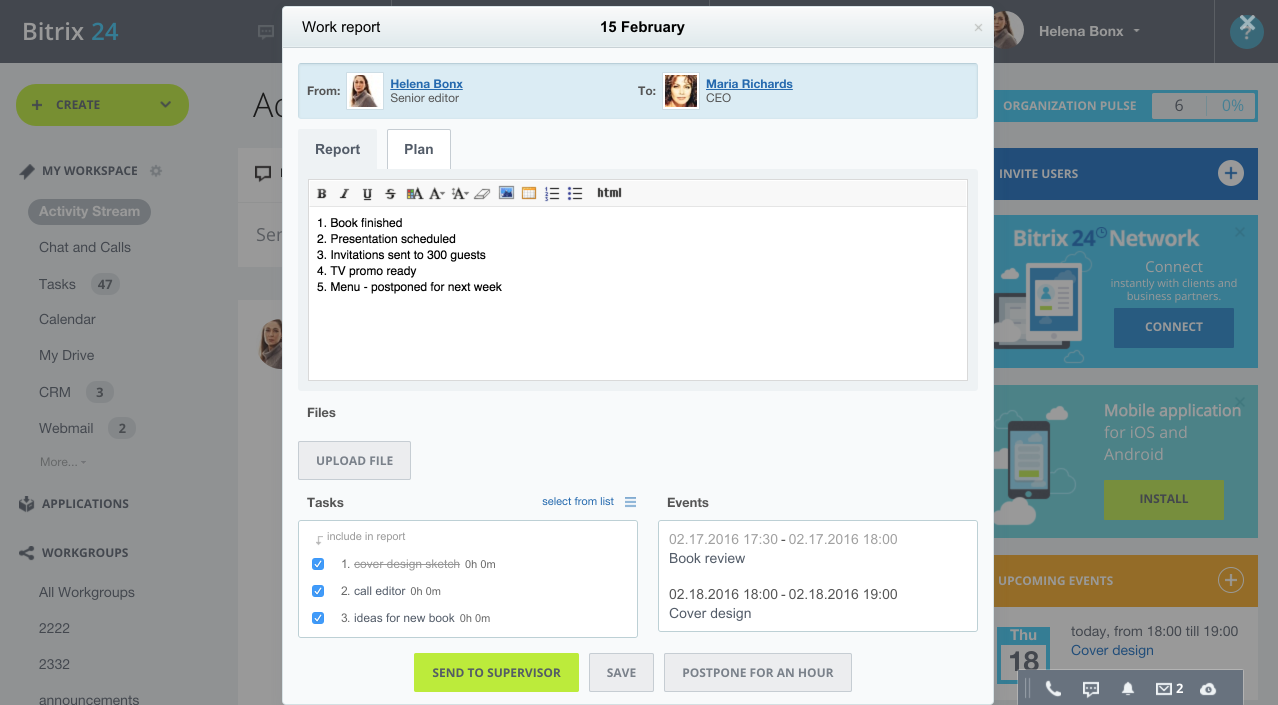 Bitrix 24
Helena Bonx
?
CREATE
MY WORKSPACE
Activity Stream
Chat and Calls
Tasks 47
Calendar
My Drive
CRM 3
Webmail 2
More...
APPLICATIONS
WORKGROUPS
All Workgroups
2222
2332
announcements
Work report
15 February
From:
Helena Bonx
Senior editor
To:
Maria Richards
CEO
Report
Plan
B I U S A A A html
1. Book finished
2. Presentation scheduled
3. Invitations sent to 300 guests
4. TV promo ready
5. Menu - postponed for next week
Files
UPLOAD FILE
Tasks
select from list
include in report
1. cover design sketch 0h 0m
2. call editor 0h 0m
3. ideas for new book 0h 0m
Events
02.17.2016 17:30 - 02.17.2016 18:00
Book review
02.18.2016 18:00 - 02.18.2016 19:00
Cover design
SEND TO SUPERVISOR
SAVE
POSTPONE FOR AN HOUR
ORGANIZATION PULSE 6 0%
INVITE USERS
Bitrix 24 Network
Connect
instantly with clients and
business partners.
CONNECT
Mobile application
for iOS and
Android
INSTALL
UPCOMING EVENTS
Thu
18
today, from 18:00 till 19:00
Cover design
2